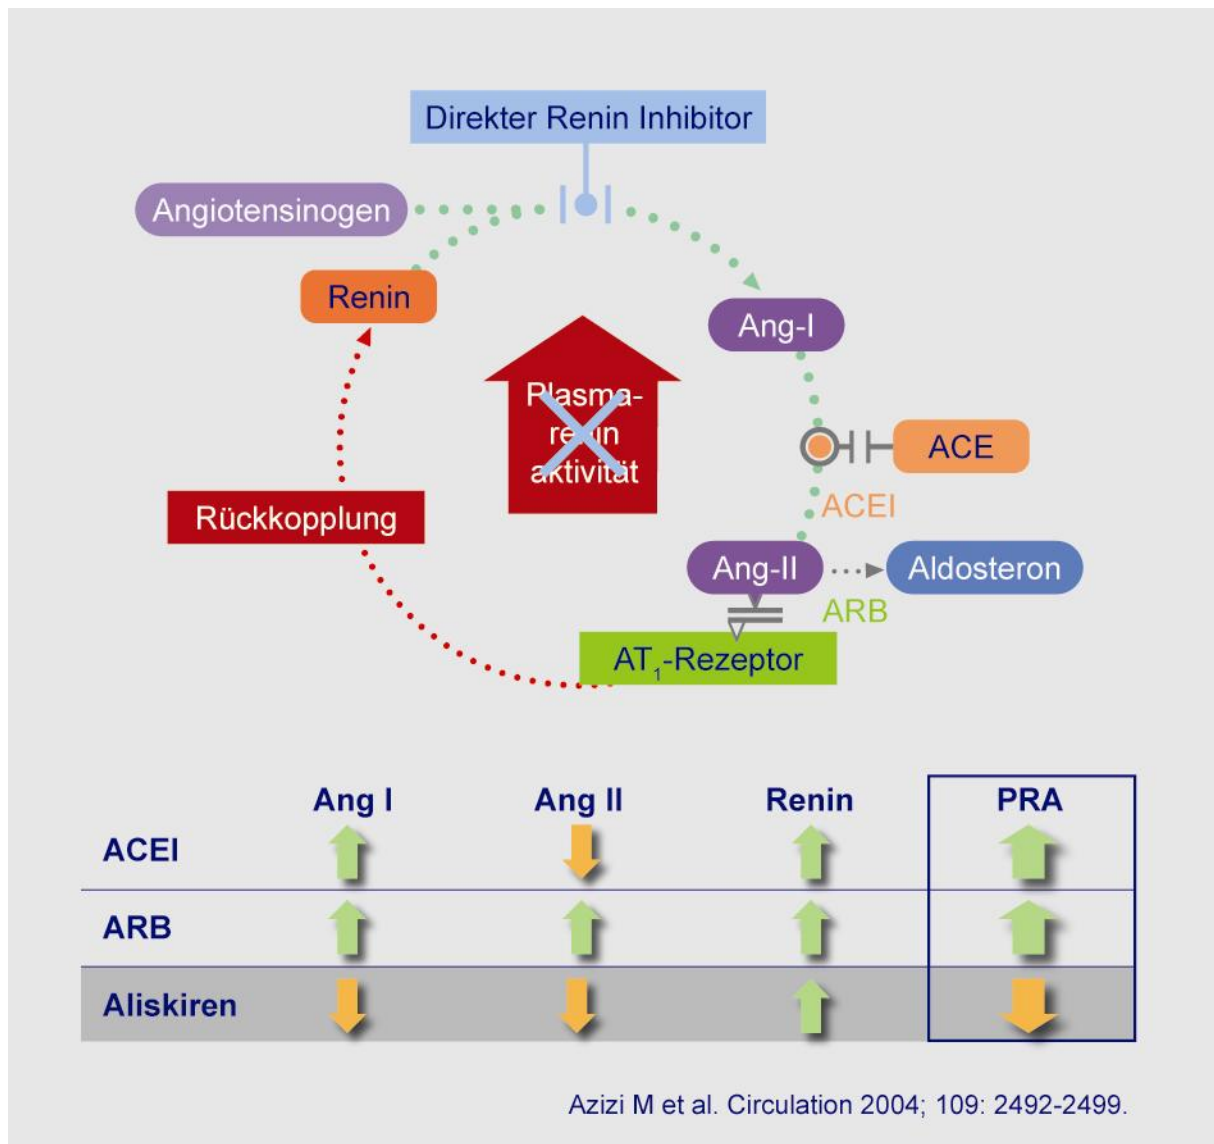 Direkter Renin Inhibitor
Angiotensinogen
Renin
Ang-I
Plasma-
renin
aktivität
ACE
ACEI
Rückkopplung
Ang-II
Aldosteron
ARB
AT₁-Rezeptor
Ang I Ang II Renin PRA
ACEI
ARB
Aliskiren
Azizi M et al. Circulation 2004; 109: 2492-2499.